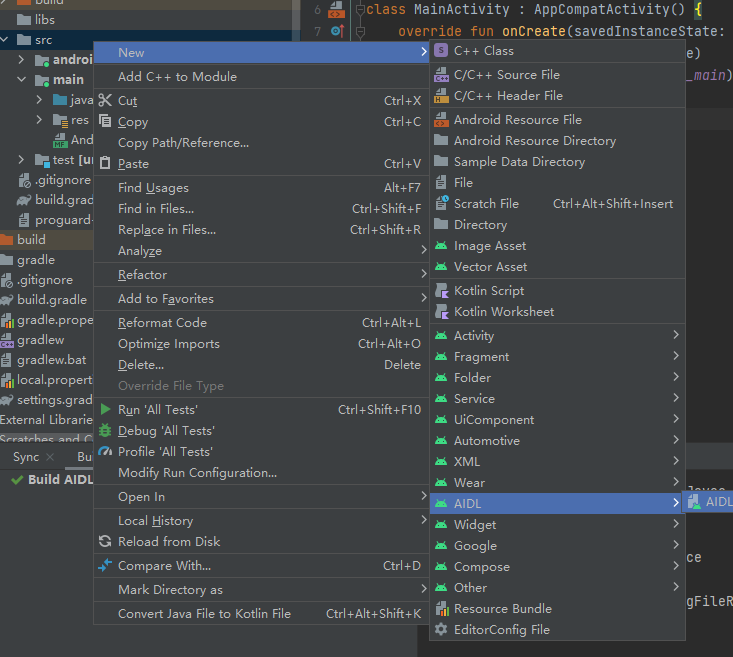 build
libs
src
androi
main
java
res
And
test [ur
.gitignore
build.grad
proguard-
build
gradle
.gitignore
build.gradle
gradle.prope
gradlew
gradlew.bat
local.propert
settings.grad
External Librarie
Scratches and C
Sync
Bu
Build AIDL
6 class MainActivity : AppCompatActivity() {
7 override fun onCreate(savedInstanceState:
e)
_main)
New
Add C++ to Module
Cut Ctrl+X
Copy Ctrl+C
Copy Path/Reference...
Paste Ctrl+V
Find Usages Alt+F7
Find in Files... Ctrl+Shift+F
Replace in Files... Ctrl+Shift+R
Analyze
Refactor
Add to Favorites
Reformat Code Ctrl+Alt+L
Optimize Imports Ctrl+Alt+O
Delete... Delete
Override File Type
Run 'All Tests' Ctrl+Shift+F10
Debug 'All Tests'
Profile 'All Tests'
Modify Run Configuration...
Open In
Local History
Reload from Disk
Compare With... Ctrl+D
Mark Directory as
Convert Java File to Kotlin File Ctrl+Alt+Shift+K
C++ Class
C/C++ Source File
C/C++ Header File
Android Resource File
Android Resource Directory
Sample Data Directory
File
Scratch File Ctrl+Alt+Shift+Insert
Directory
Image Asset
Vector Asset
Kotlin Script
Kotlin Worksheet
Activity
Fragment
Folder
Service
UiComponent
Automotive
XML
Wear
AIDL
Widget
Google
Compose
Other
Resource Bundle
EditorConfig File
AIDL
ce
gFileR